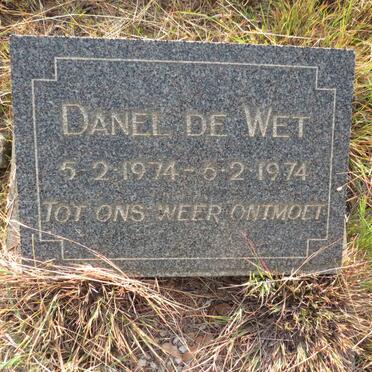 DANEL DE WET
5·2·1974 - 6·2·1974
TOT ONS WEER ONTMOET